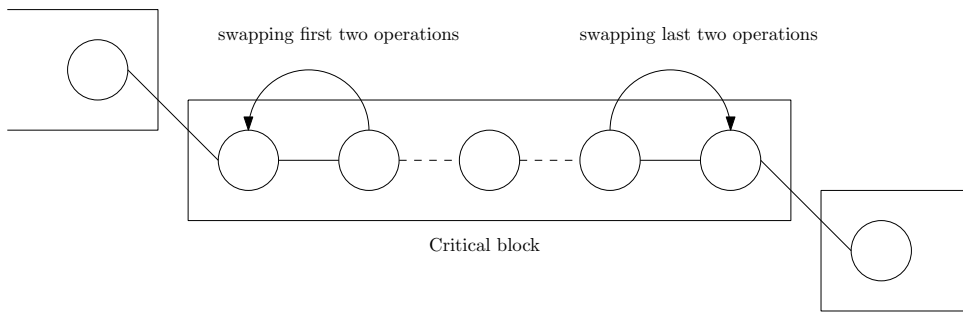 swapping first two operations
swapping last two operations
Critical block